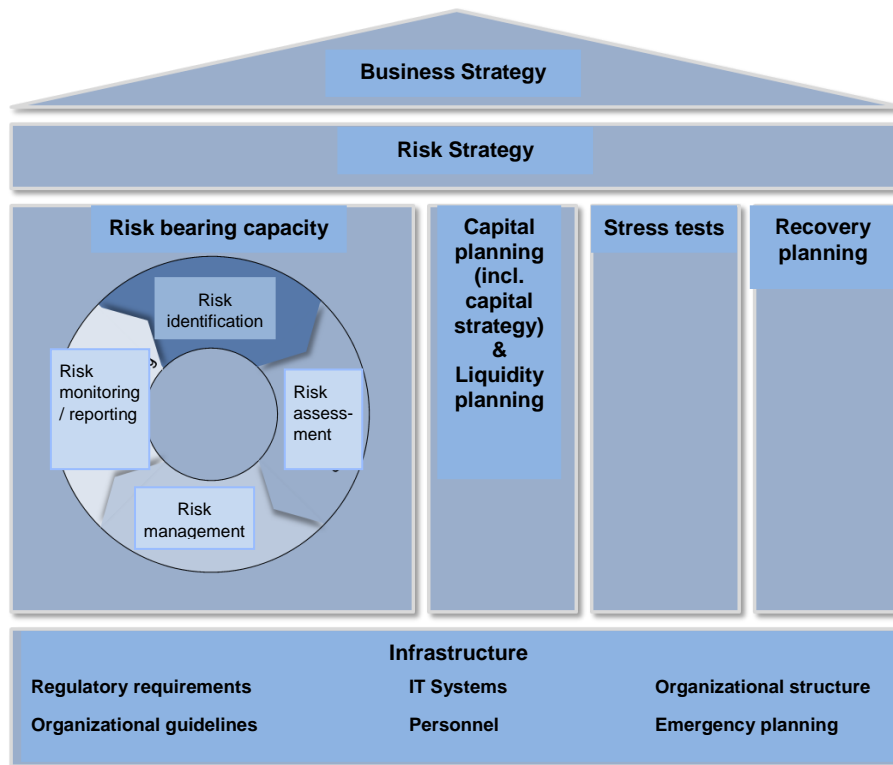 Business Strategy
Risk Strategy
Risk bearing capacity
Risk
identification
Risk
monitoring
/ reporting
Risk
assess-
ment
Risk
management
Capital
planning
(incl.
capital
strategy)
&
Liquidity
planning
Stress tests
Recovery
planning
Infrastructure
Regulatory requirements IT Systems Organizational structure
Organizational guidelines Personnel Emergency planning